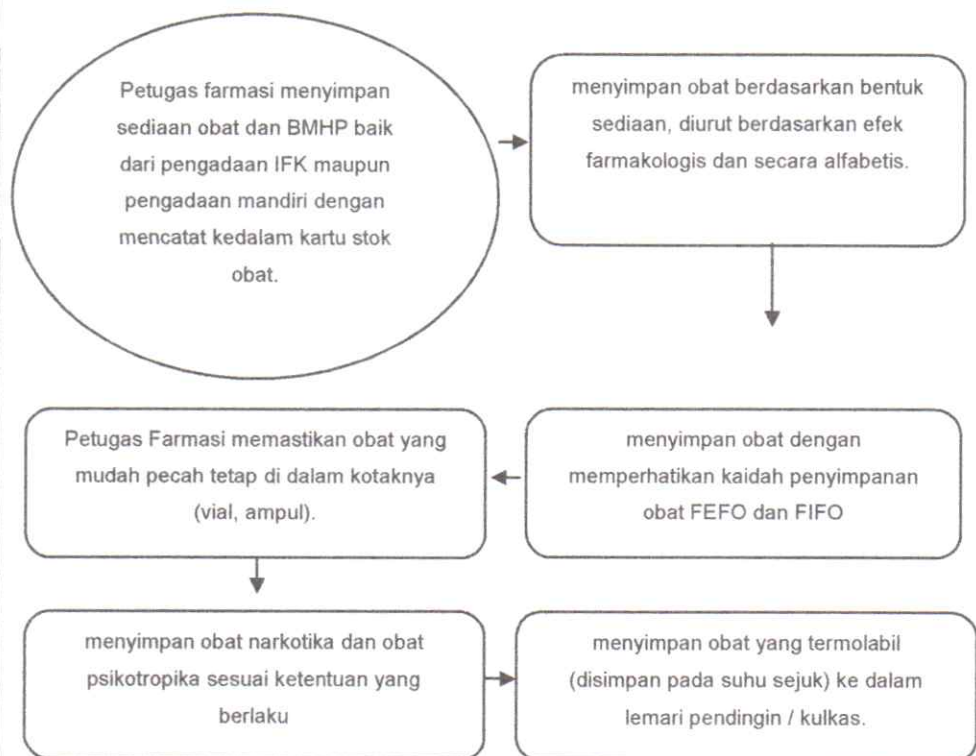 Petugas farmasi menyimpan
sediaan obat dan BMHP baik
dari pengadaan IFK maupun
pengadaan mandiri dengan
mencatat kedalam kartu stok
obat.
menyimpan obat berdasarkan bentuk
sediaan, diurut berdasarkan efek
farmakologis dan secara alfabetis.
menyimpan obat dengan
memperhatikan kaidah penyimpanan
obat FEFO dan FIFO
Petugas Farmasi memastikan obat yang
mudah pecah tetap di dalam kotaknya
(vial, ampul).
menyimpan obat narkotika dan obat
psikotropika sesuai ketentuan yang
berlaku
menyimpan obat yang termolabil
(disimpan pada suhu sejuk) ke dalam
lemari pendingin / kulkas.